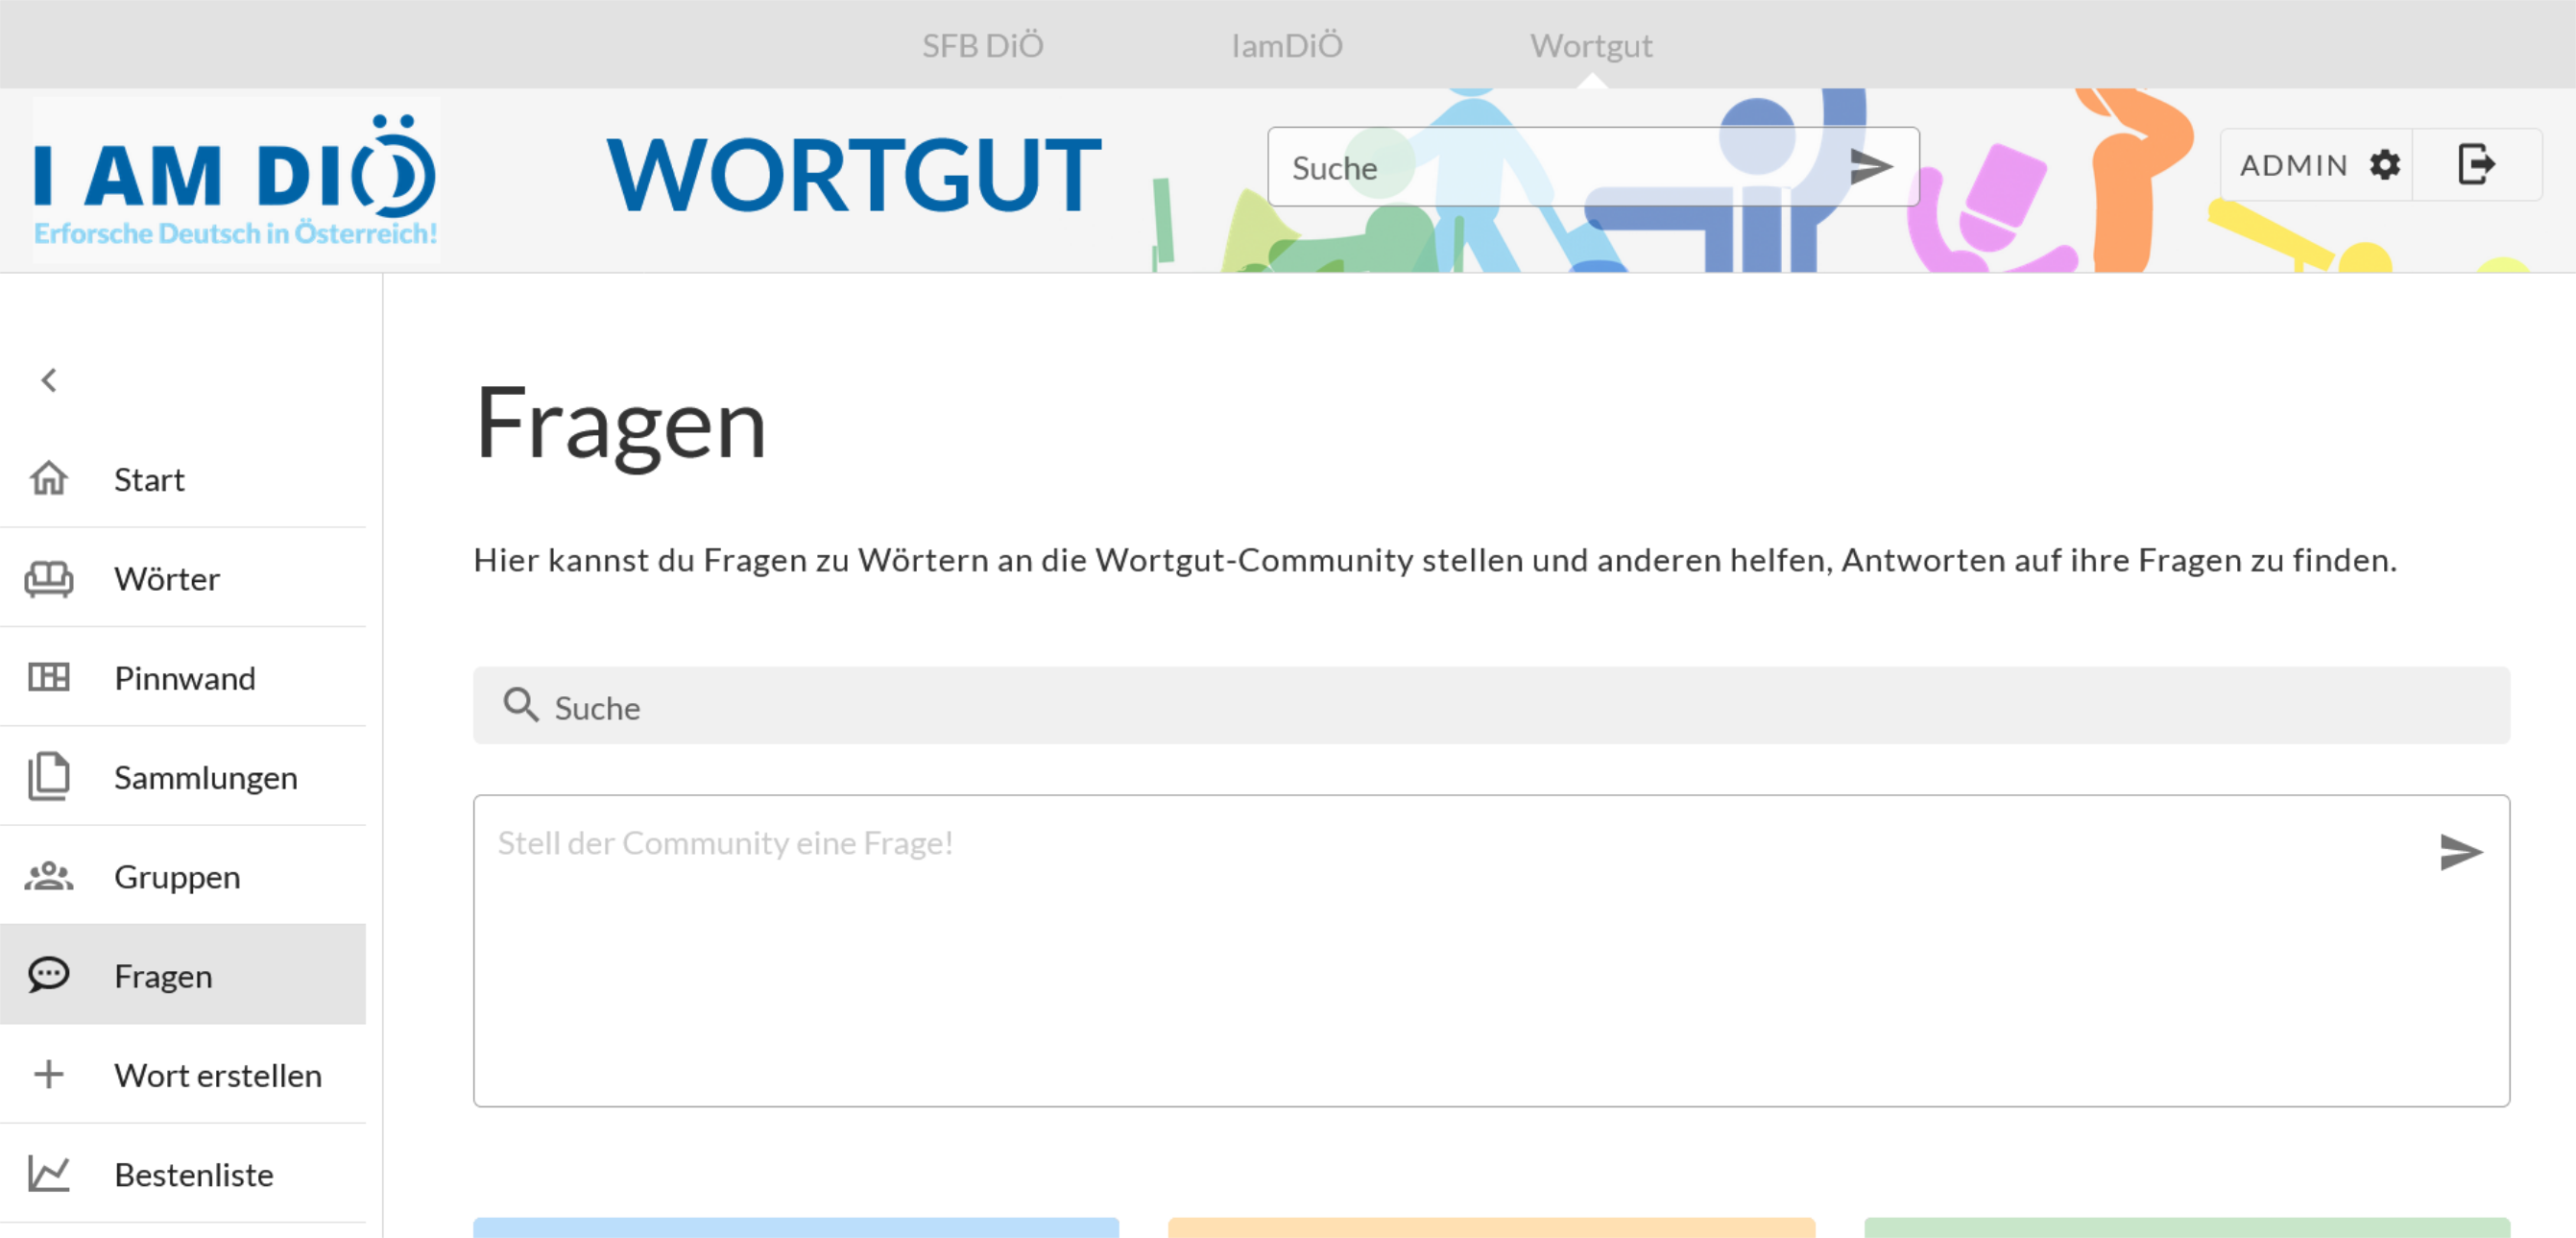 SFB DiÖ
IamDiÖ
Wortgut
I AM DIÖ
Erforsche Deutsch in Österreich!
WORTGUT
Suche
ADMIN
Start
Wörter
Pinnwand
Sammlungen
Gruppen
Fragen
Wort erstellen
Bestenliste
Fragen
Hier kannst du Fragen zu Wörtern an die Wortgut-Community stellen und anderen helfen, Antworten auf ihre Fragen zu finden.
Suche
Stell der Community eine Frage!